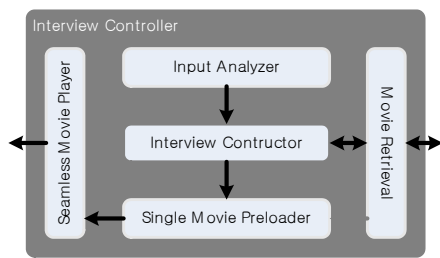 Interview Controller
Seamless Movie Player
Input Analyzer
Interview Contructor
Single Movie Preloader
Movie Retrieval